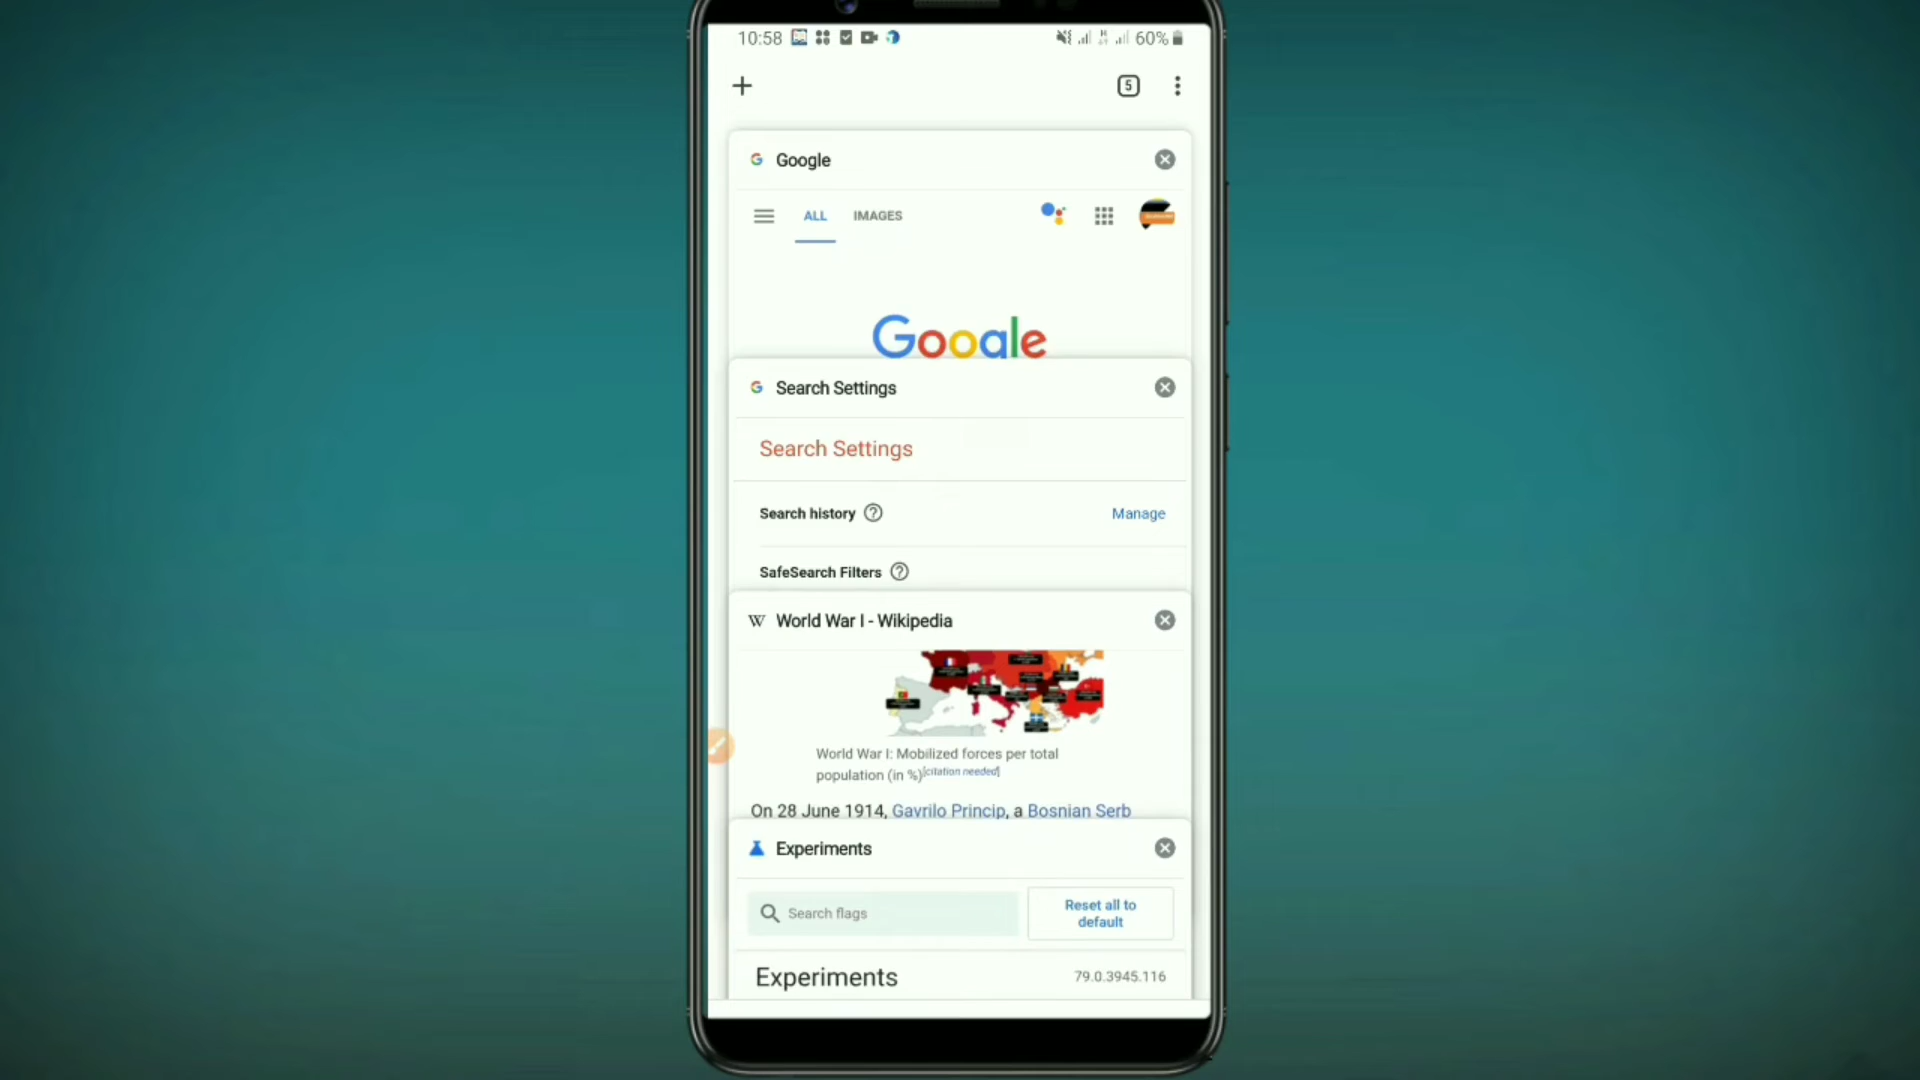 10:58 60%
5
Google
ALL IMAGES
Google
Search Settings
Search Settings
Search history Manage
SafeSearch Filters
World War I - Wikipedia
World War I: Mobilized forces per total
population (in %)[citation needed]
On 28 June 1914, Gavrilo Princip, a Bosnian Serb
Experiments
Search flags
Reset all to
default
Experiments 79.0.3945.116